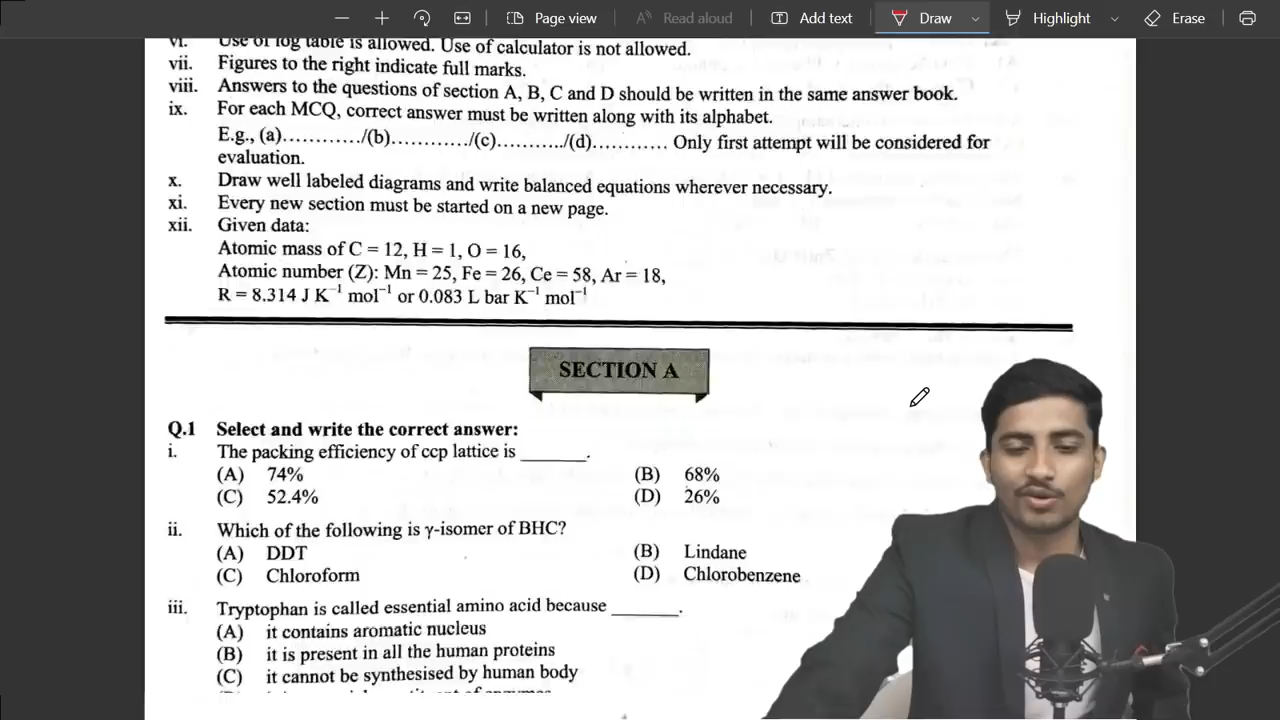 Page view
Read aloud
Add text
Draw
Highlight
Erase
vi. Use of log table is allowed. Use of calculator is not allowed.
vii. Figures to the right indicate full marks.
viii. Answers to the questions of section A, B, C and D should be written in the same answer book.
ix. For each MCQ, correct answer must be written along with its alphabet.
E.g., (a)............/(b)............/(c)............/(d)............ Only first attempt will be considered for
evaluation.
x. Draw well labeled diagrams and write balanced equations wherever necessary.
xi. Every new section must be started on a new page.
xii. Given data:
Atomic mass of C = 12, H = 1, O = 16,
Atomic number (Z): Mn = 25, Fe = 26, Ce = 58, Ar = 18,
R = 8.314 J K⁻¹ mol⁻¹ or 0.083 L bar K⁻¹ mol⁻¹
SECTION A
Q.1 Select and write the correct answer:
i. The packing efficiency of ccp lattice is ______.
(A) 74% (B) 68%
(C) 52.4% (D) 26%
ii. Which of the following is γ-isomer of BHC?
(A) DDT (B) Lindane
(C) Chloroform (D) Chlorobenzene
iii. Tryptophan is called essential amino acid because ______.
(A) it contains aromatic nucleus
(B) it is present in all the human proteins
(C) it cannot be synthesised by human body